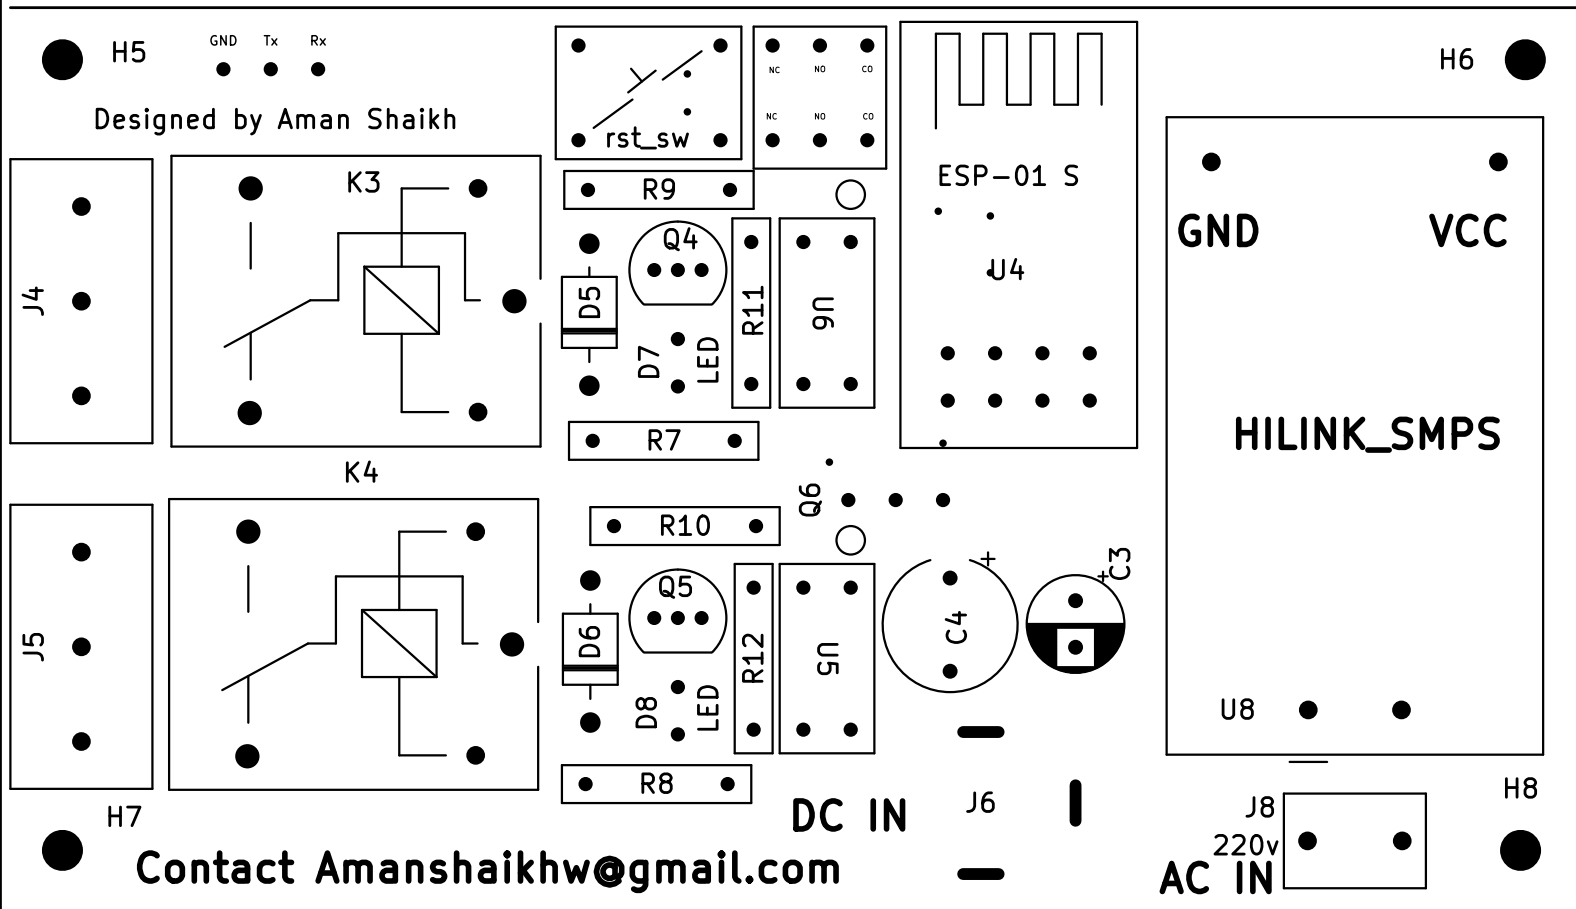 H5
GND Tx Rx
H6
Designed by Aman Shaikh
NC NO CO
NC NO CO
rst_sw
K3
R9
ESP-01 S
GND VCC
Q4
U4
J4
D5
R11
U6
D7
LED
R7
HILINK_SMPS
K4
Q6
R10
C3
+
+
Q5
J5
D6
R12
U5
C4
D8
LED
U8
R8
DC IN
J6
H8
H7
J8
220v
Contact Amanshaikhw@gmail.com
AC IN